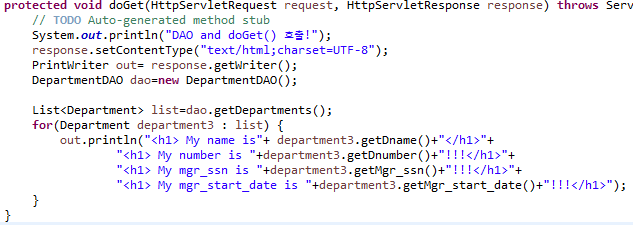 protected void doGet(HttpServletRequest request, HttpServletResponse response) throws Serv
// TODO Auto-generated method stub
System.out.println("DAO and doGet() 호출!");
response.setContentType("text/html;charset=UTF-8");
PrintWriter out= response.getWriter();
DepartmentDAO dao=new DepartmentDAO();
List<Department> list=dao.getDepartments();
for(Department department3 : list) {
out.println("<h1> My name is"+ department3.getDname()+"</h1>"+
"<h1> My number is "+department3.getDnumber()+"!!!</h1>"+
"<h1> My mgr_ssn is "+department3.getMgr_ssn()+"!!!</h1>"+
"<h1> My mgr_start_date is "+department3.getMgr_start_date()+"!!!</h1>");
}
}